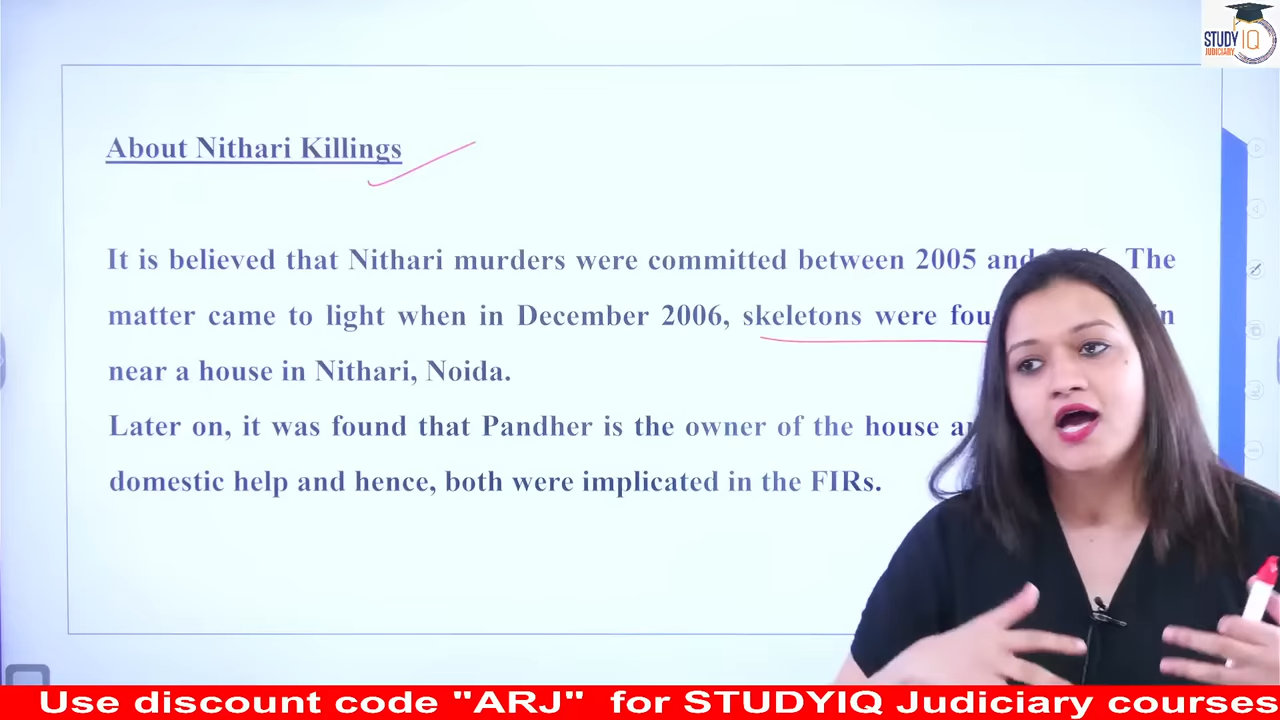 STUDY IQ
JUDICIARY
About Nithari Killings
It is believed that Nithari murders were committed between 2005 and 2006. The
matter came to light when in December 2006, skeletons were in
near a house in Nithari, Noida.
Later on, it was found that Pandher is the owner of the house
domestic help and hence, both were implicated in the FIRs.
Use discount code "ARJ" for STUDYIQ Judiciary courses